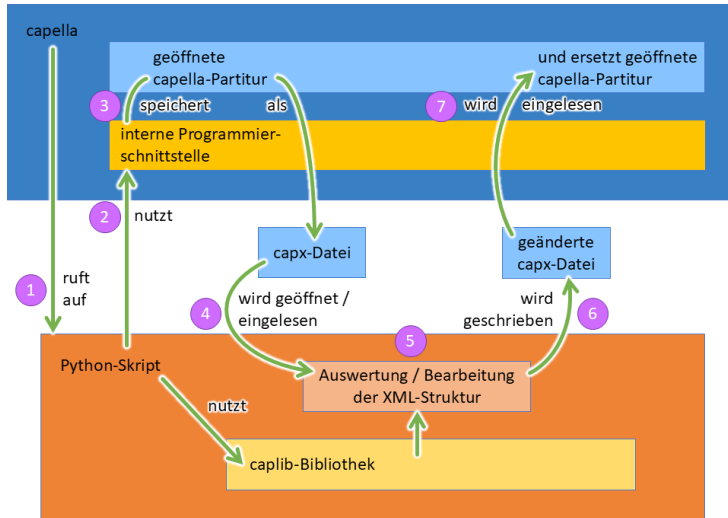 capella
geöffnete
capella-Partitur
und ersetzt geöffnete
capella-Partitur
3
speichert als
7
wird eingelesen
interne Programmier-
schnittstelle
2
nutzt
capx-Datei
geänderte
capx-Datei
1
ruft
auf
4
wird geöffnet /
eingelesen
wird
geschrieben
6
5
Python-Skript
Auswertung / Bearbeitung
der XML-Struktur
nutzt
caplib-Bibliothek